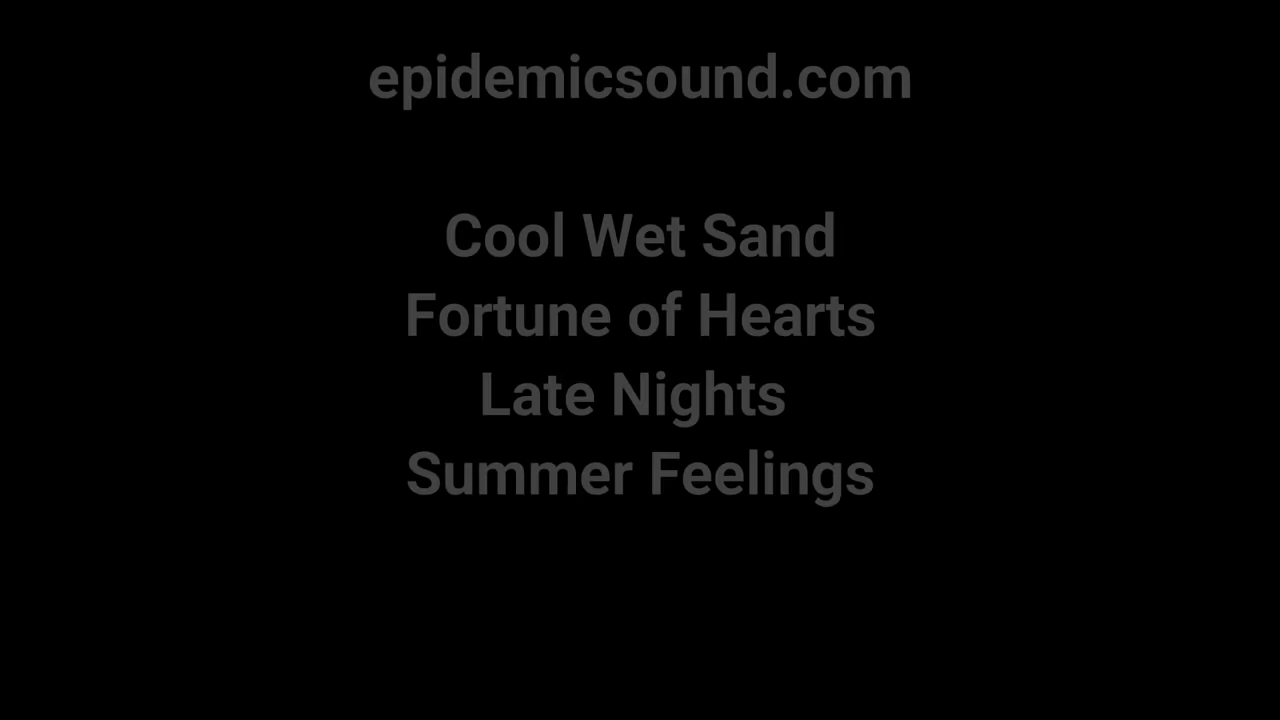 epidemicsound.com
Cool Wet Sand
Fortune of Hearts
Late Nights
Summer Feelings